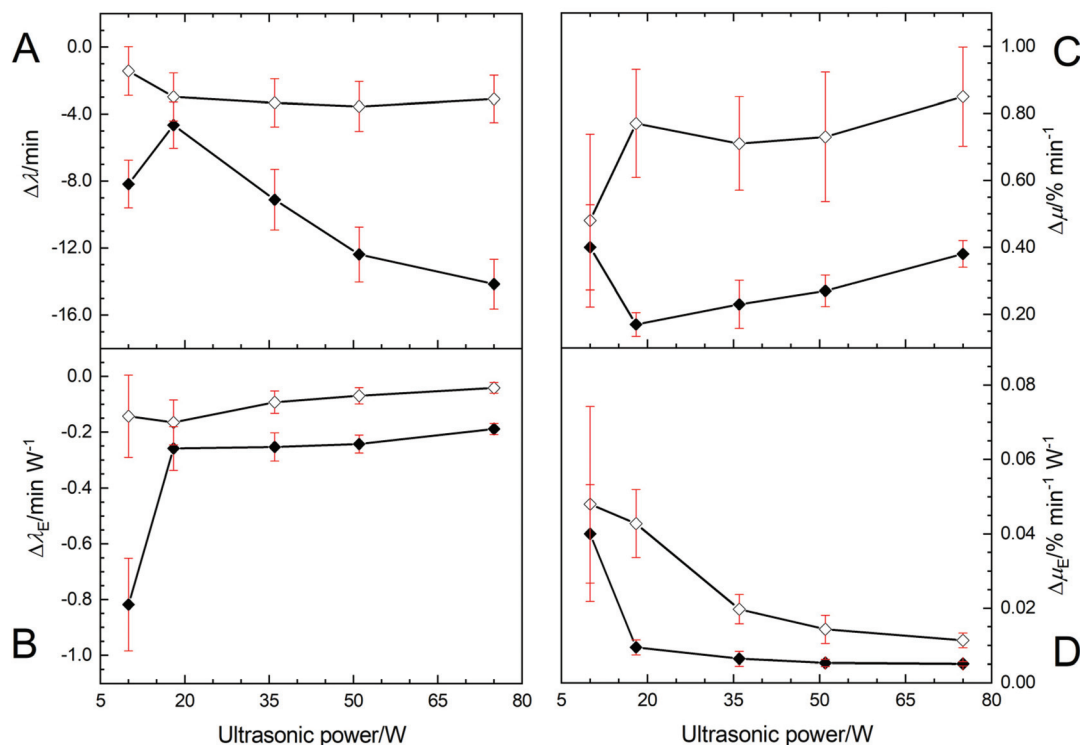 A
0.0
-4.0
-8.0
-12.0
-16.0
Δλ/min
C
1.00
0.80
0.60
0.40
0.20
Δμ/% min⁻¹
B
0.0
-0.2
-0.4
-0.6
-0.8
-1.0
Δλ_E/min W⁻¹
5 20 35 50 65 80
Ultrasonic power/W
D
0.08
0.06
0.04
0.02
0.00
Δμ_E/% min⁻¹ W⁻¹
5 20 35 50 65 80
Ultrasonic power/W